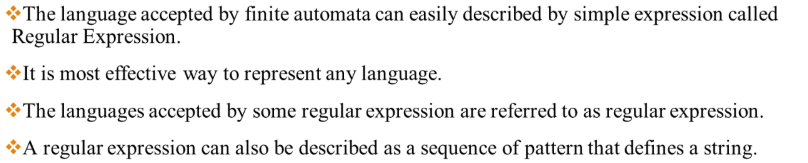 ❖The language accepted by finite automata can easily described by simple expression called
Regular Expression.
❖It is most effective way to represent any language.
❖The languages accepted by some regular expression are referred to as regular expression.
❖A regular expression can also be described as a sequence of pattern that defines a string.